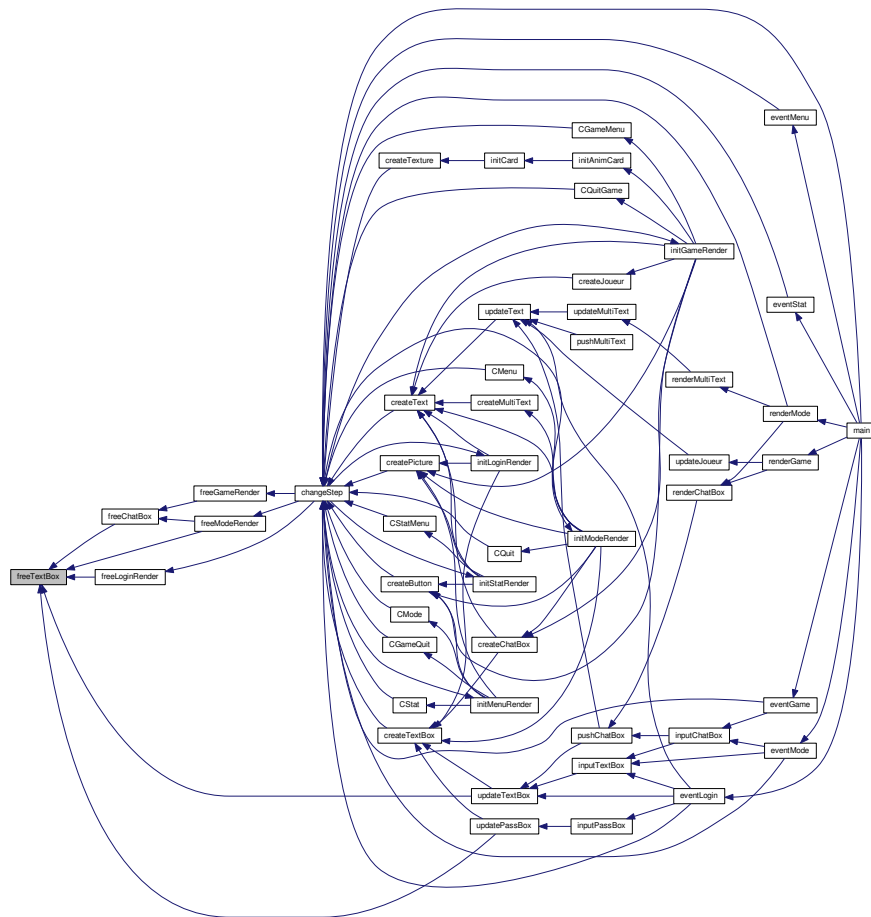 eventMenu
CGameMenu
createTexture
initCard
initAnimCard
CQuitGame
initGameRender
createJoueur
eventStat
updateText
updateMultiText
pushMultiText
CMenu
renderMultiText
createText
createMultiText
renderMode
main
createPicture
initLoginRender
updateJoueur
renderGame
freeGameRender
changeStep
renderChatBox
freeChatBox
freeModeRender
CStatMenu
initModeRender
CQuit
freeTextBox
freeLoginRender
createButton
initStatRender
CMode
CGameQuit
createChatBox
CStat
initMenuRender
eventGame
createTextBox
pushChatBox
inputChatBox
eventMode
inputTextBox
updateTextBox
eventLogin
updatePassBox
inputPassBox